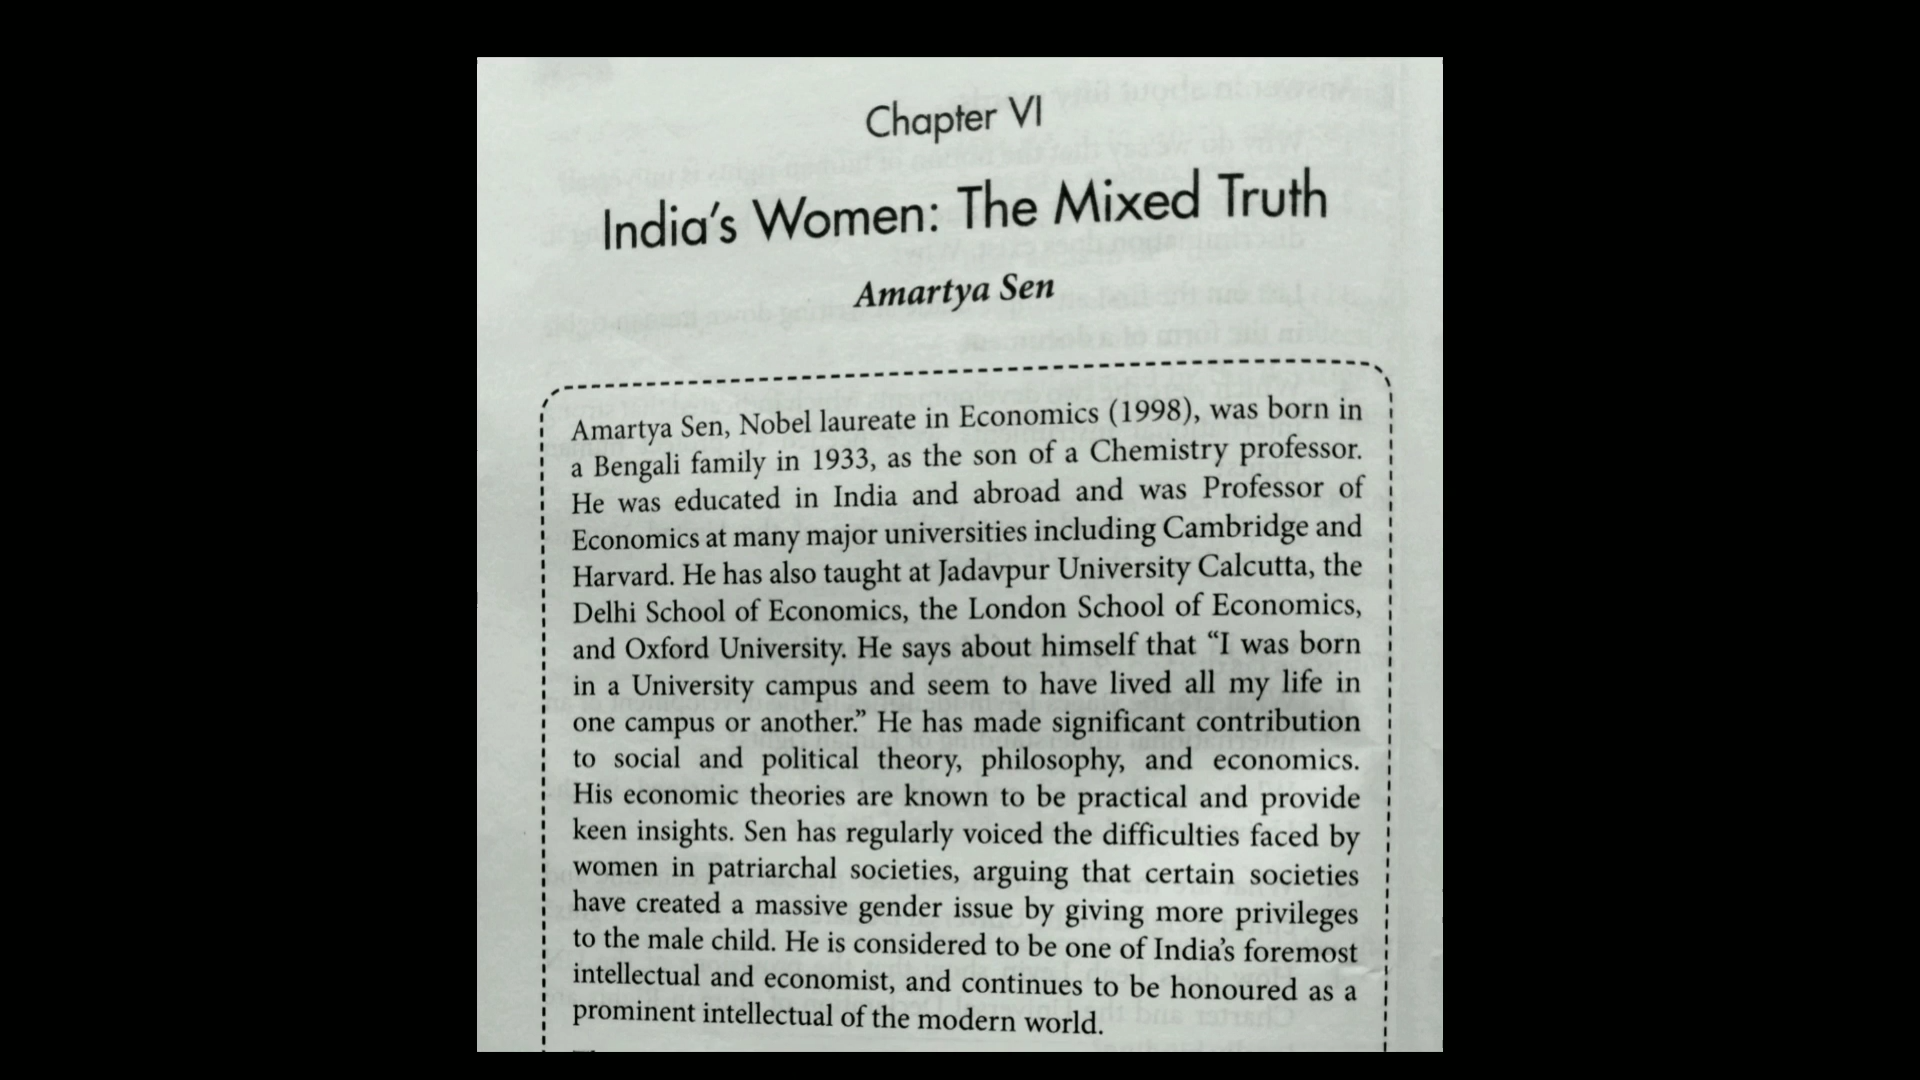 Chapter VI
India's Women: The Mixed Truth
Amartya Sen
Amartya Sen, Nobel laureate in Economics (1998), was born in
a Bengali family in 1933, as the son of a Chemistry professor.
He was educated in India and abroad and was Professor of
Economics at many major universities including Cambridge and
Harvard. He has also taught at Jadavpur University Calcutta, the
Delhi School of Economics, the London School of Economics,
and Oxford University. He says about himself that “I was born
in a University campus and seem to have lived all my life in
one campus or another.” He has made significant contribution
to social and political theory, philosophy, and economics.
His economic theories are known to be practical and provide
keen insights. Sen has regularly voiced the difficulties faced by
women in patriarchal societies, arguing that certain societies
have created a massive gender issue by giving more privileges
to the male child. He is considered to be one of India's foremost
intellectual and economist, and continues to be honoured as a
prominent intellectual of the modern world.